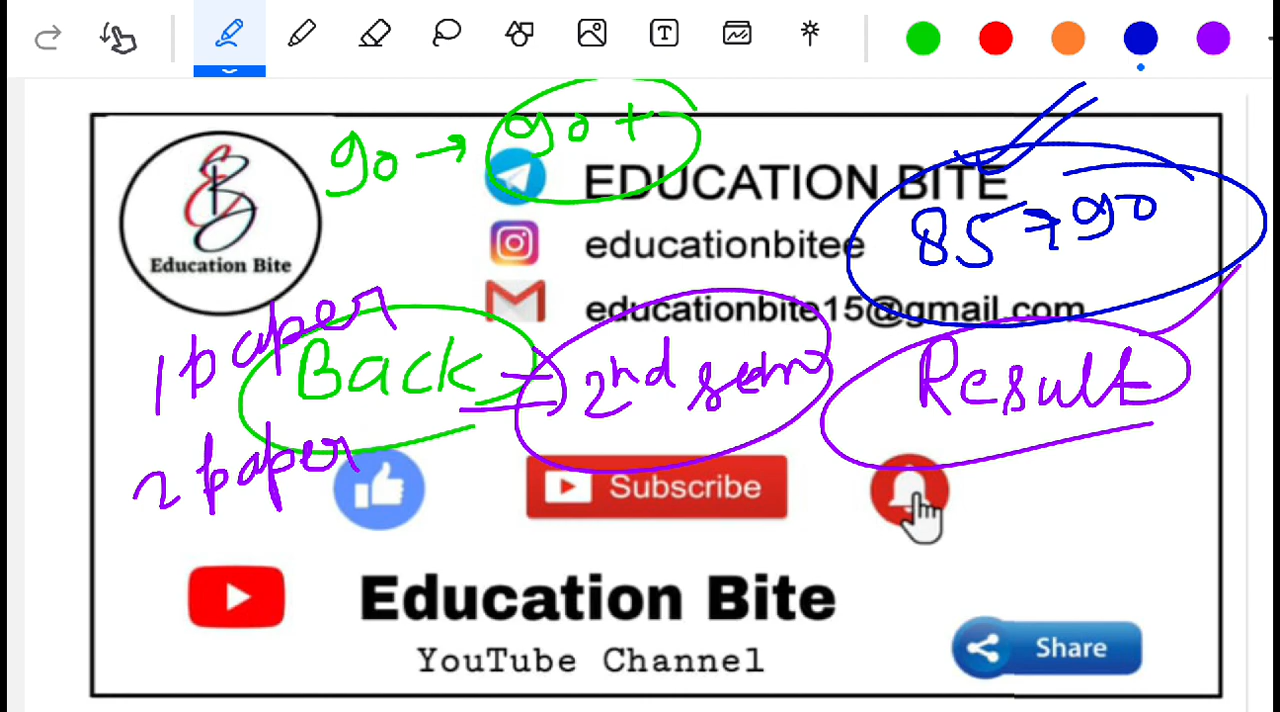 90 → 90+
EDUCATION BITE
85 → 90
educationbitee
Education Bite
educationbite15@gmail.com
1 paper
Back
2nd sem
Result
2 paper
Subscribe
Education Bite
YouTube Channel
Share